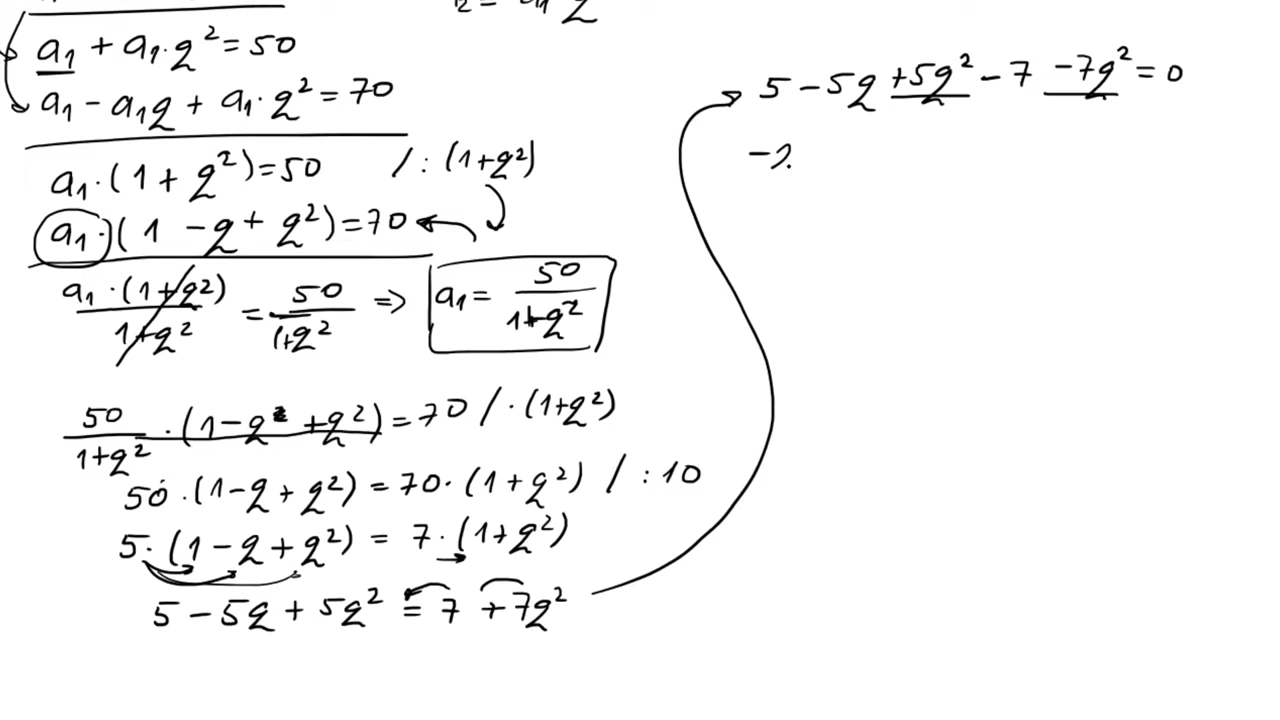 a₁ + a₁·q² = 50
a₁ - a₁q + a₁·q² = 70
a₁·(1 + q²) = 50 / : (1+q²)
a₁·(1 - q + q²) = 70
a₁·(1+q²) / 1+q² = 50 / 1+q² => a₁ = 50 / 1+q²
50 / 1+q² · (1-q+q²) = 70 / ·(1+q²)
50·(1-q+q²) = 70·(1+q²) / :10
5·(1-q+q²) = 7·(1+q²)
5 - 5q + 5q² = 7 + 7q²
5 - 5q + 5q² - 7 - 7q² = 0
-2